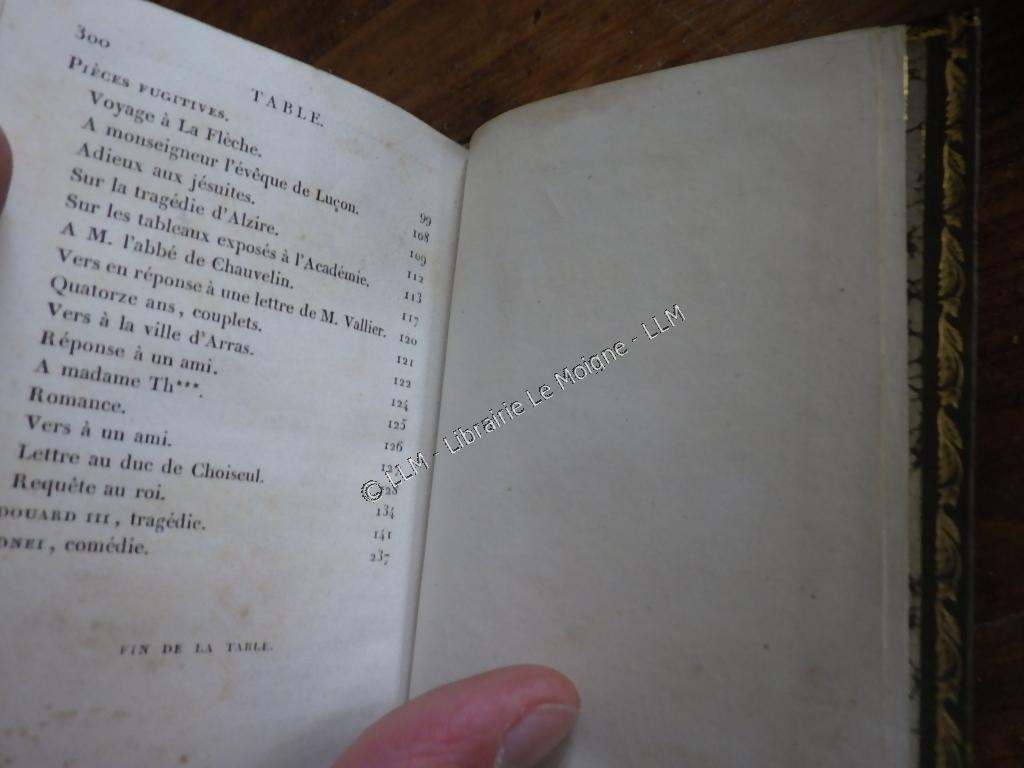 300
TABLE.
PIÈCES FUGITIVES.
Voyage à La Flèche. 99
A monseigneur l'évêque de Luçon. 108
Adieux aux jésuites. 109
Sur la tragédie d'Alzire. 112
Sur les tableaux exposés à l'Académie. 113
A M. l'abbé de Chauvelin. 117
Vers en réponse à une lettre de M. Vallier. 120
Quatorze ans, couplets. 121
Vers à la ville d'Arras. 122
Réponse à un ami. 124
A madame Th***. 125
Romance. 126
Vers à un ami.
Lettre au duc de Choiseul. 128
Requête au roi. 134
DOUARD III, tragédie. 141
DNEI, comédie. 237
FIN DE LA TABLE.
© LLM - Librairie Le Moigne - LLM